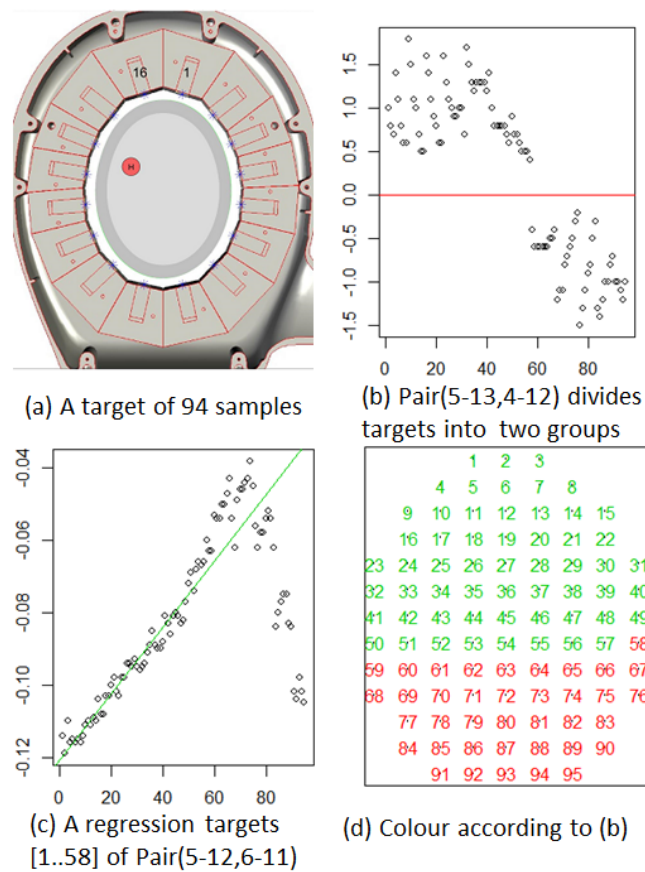 16
1
H
(a) A target of 94 samples
1.5
1.0
0.5
0.0
-0.5
-1.0
-1.5
0 20 40 60 80
(b) Pair(5-13,4-12) divides
targets into two groups
-0.04
-0.06
-0.08
-0.10
-0.12
0 20 40 60 80
(c) A regression targets
[1..58] of Pair(5-12,6-11)
1 2 3
4 5 6 7 8
9 10 11 12 13 14 15
16 17 18 19 20 21 22
23 24 25 26 27 28 29 30 31
32 33 34 35 36 37 38 39 40
41 42 43 44 45 46 47 48 49
50 51 52 53 54 55 56 57 58
59 60 61 62 63 64 65 66 67
68 69 70 71 72 73 74 75 76
77 78 79 80 81 82 83
84 85 86 87 88 89 90
91 92 93 94 95
(d) Colour according to (b)